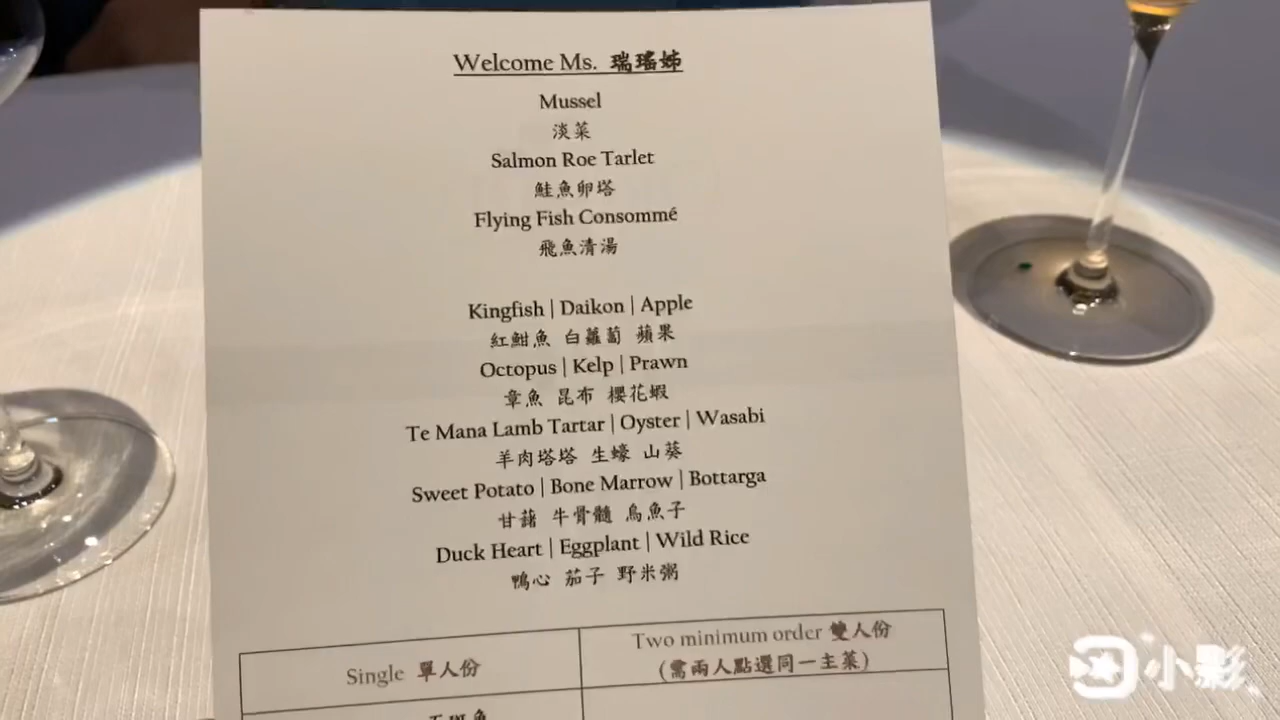 Welcome Ms. 瑞瑤姊
Mussel
淡菜
Salmon Roe Tarlet
鮭魚卵塔
Flying Fish Consommé
飛魚清湯
Kingfish | Daikon | Apple
紅魽魚 白蘿蔔 蘋果
Octopus | Kelp | Prawn
章魚 昆布 櫻花蝦
Te Mana Lamb Tartar | Oyster | Wasabi
羊肉塔塔 生蠔 山葵
Sweet Potato | Bone Marrow | Bottarga
甘藷 牛骨髓 烏魚子
Duck Heart | Eggplant | Wild Rice
鴨心 茄子 野米粥
Single 單人份
Two minimum order 雙人份
(需兩人點選同一主菜)
小影